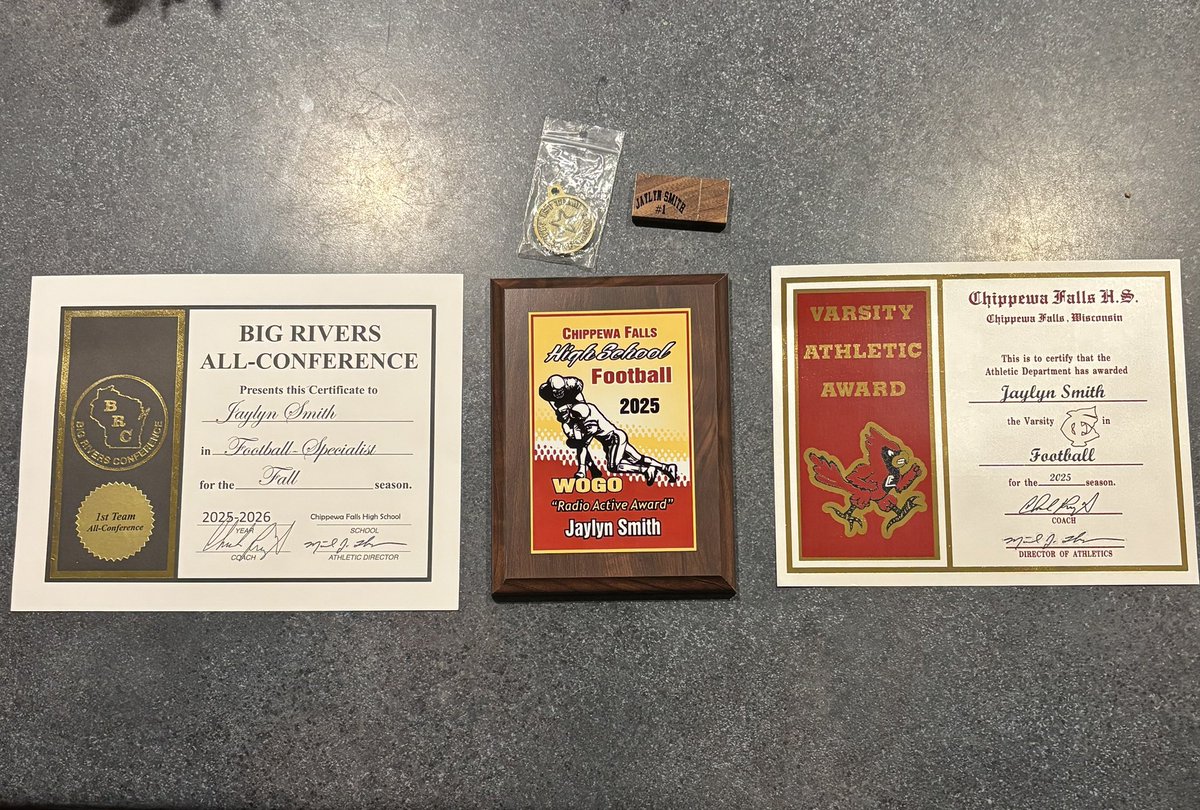 JAYLYN SMITH
#1
BIG RIVERS
ALL-CONFERENCE
Presents this Certificate to
Jaylyn Smith
in Football - Specialist
for the Fall season.
2025-2026 Chippewa Falls High School
YEAR SCHOOL
COACH ATHLETIC DIRECTOR
BRC
BIG RIVERS CONFERENCE
1st Team
All-Conference
CHIPPEWA FALLS
High School
Football
2025
WOGO
"Radio Active Award"
Jaylyn Smith
VARSITY
ATHLETIC
AWARD
Chippewa Falls H.S.
Chippewa Falls, Wisconsin
This is to certify that the
Athletic Department has awarded
Jaylyn Smith
the Varsity in
Football
for the 2025 season.
COACH
DIRECTOR OF ATHLETICS